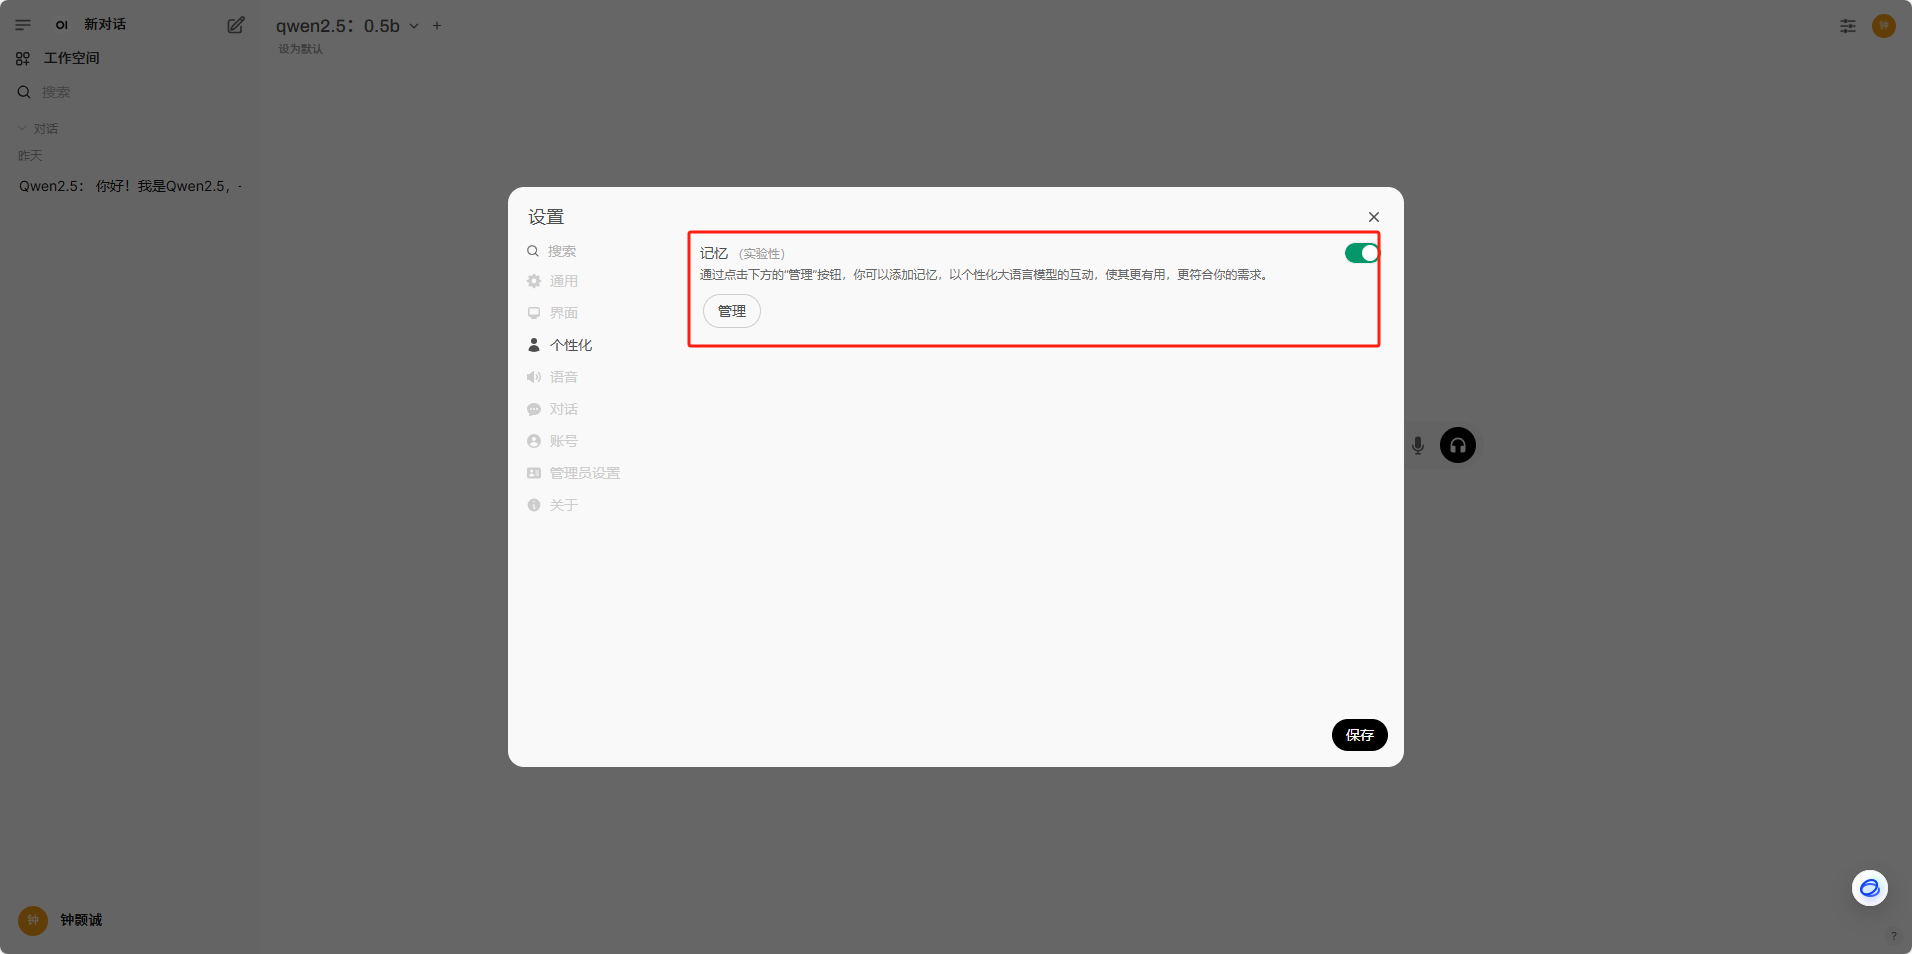 OI 新对话
工作空间
搜索
对话
昨天
Qwen2.5： 你好！我是Qwen2.5，
钟颢诚
qwen2.5：0.5b
设为默认
钟
设置
搜索
通用
界面
个性化
语音
对话
账号
管理员设置
关于
记忆 (实验性)
通过点击下方的“管理”按钮，你可以添加记忆，以个性化大语言模型的互动，使其更有用，更符合你的需求。
管理
保存
钟
?